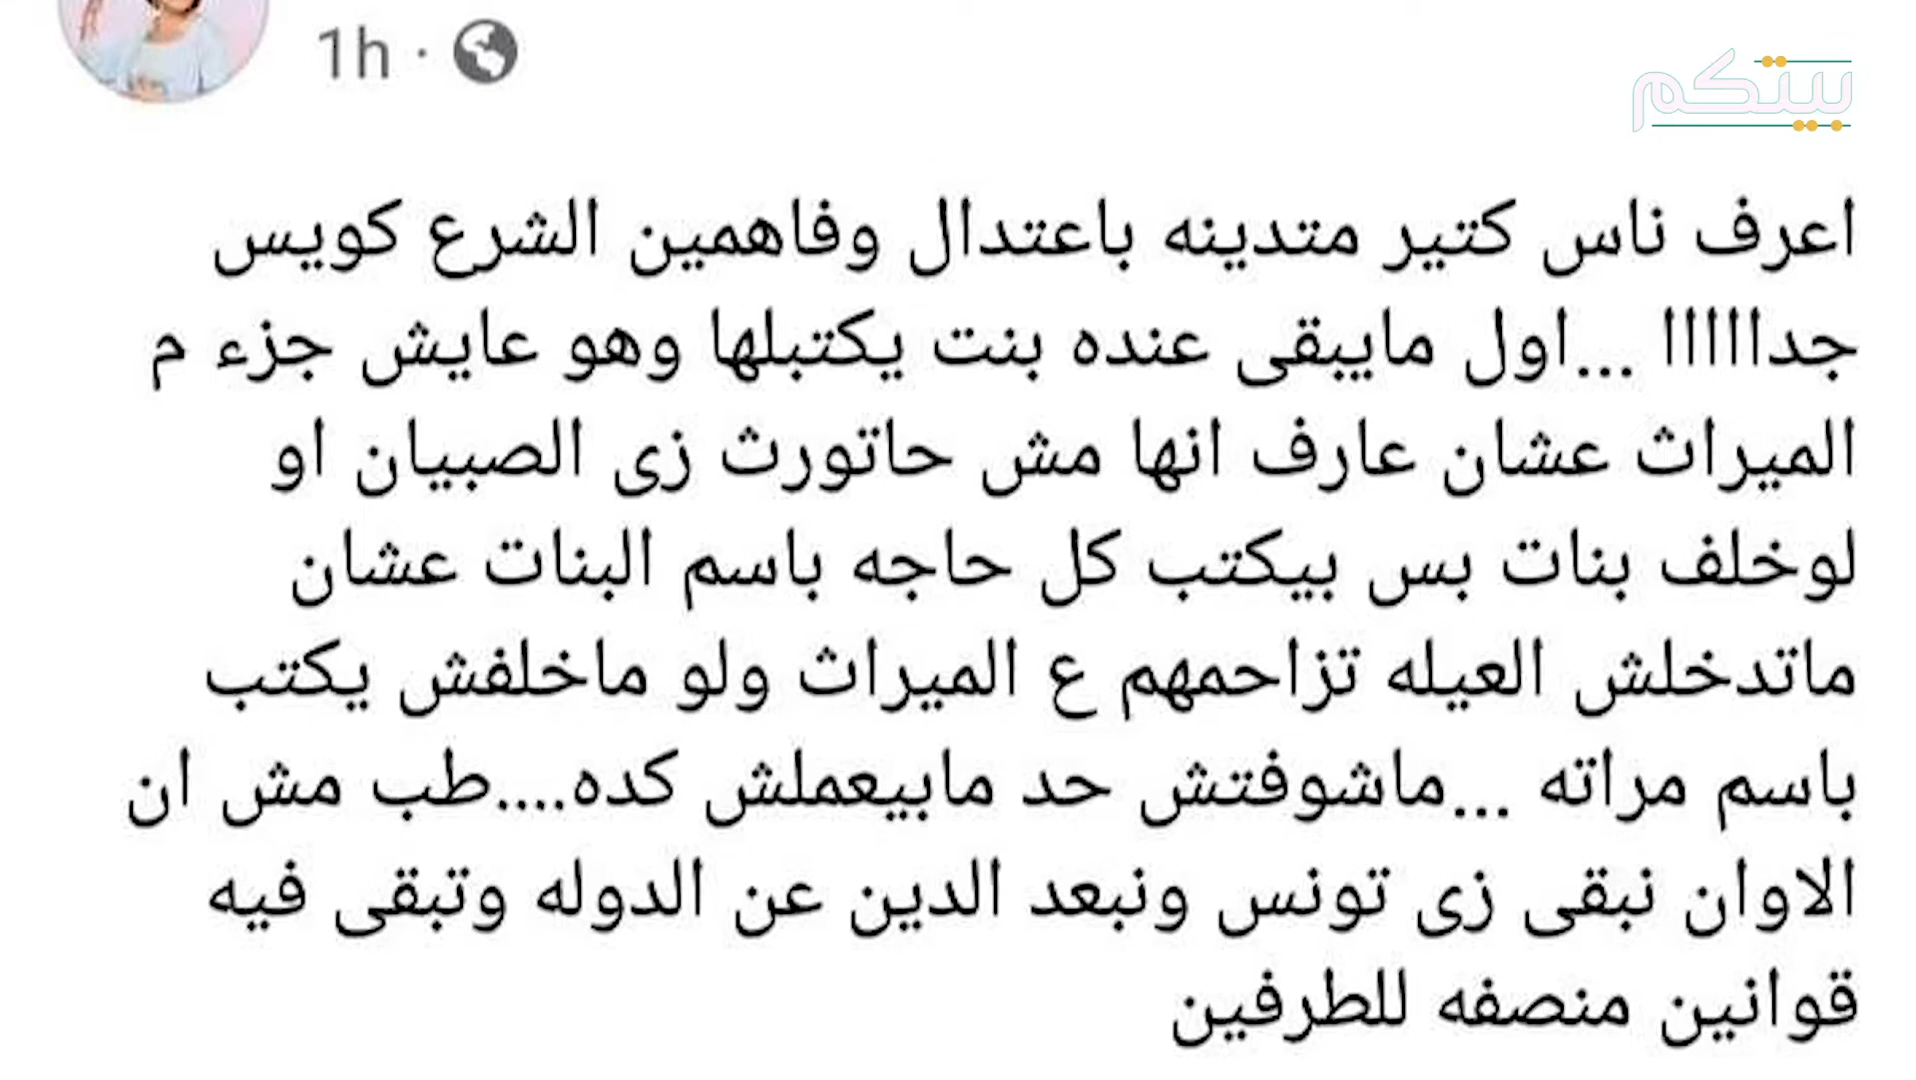 1h ·
بيتكم
اعرف ناس كتير متدينه باعتدال وفاهمين الشرع كويس
جدااااا ...اول مايبقى عنده بنت يكتبلها وهو عايش جزء م
الميراث عشان عارف انها مش حاتورث زى الصبيان او
لوخلف بنات بس بيكتب كل حاجه باسم البنات عشان
ماتدخلش العيله تزاحمهم ع الميراث ولو ماخلفش يكتب
باسم مراته ...ماشوفتش حد مابيعملش كده....طب مش ان
الاوان نبقى زى تونس ونبعد الدين عن الدوله وتبقى فيه
قوانين منصفه للطرفين